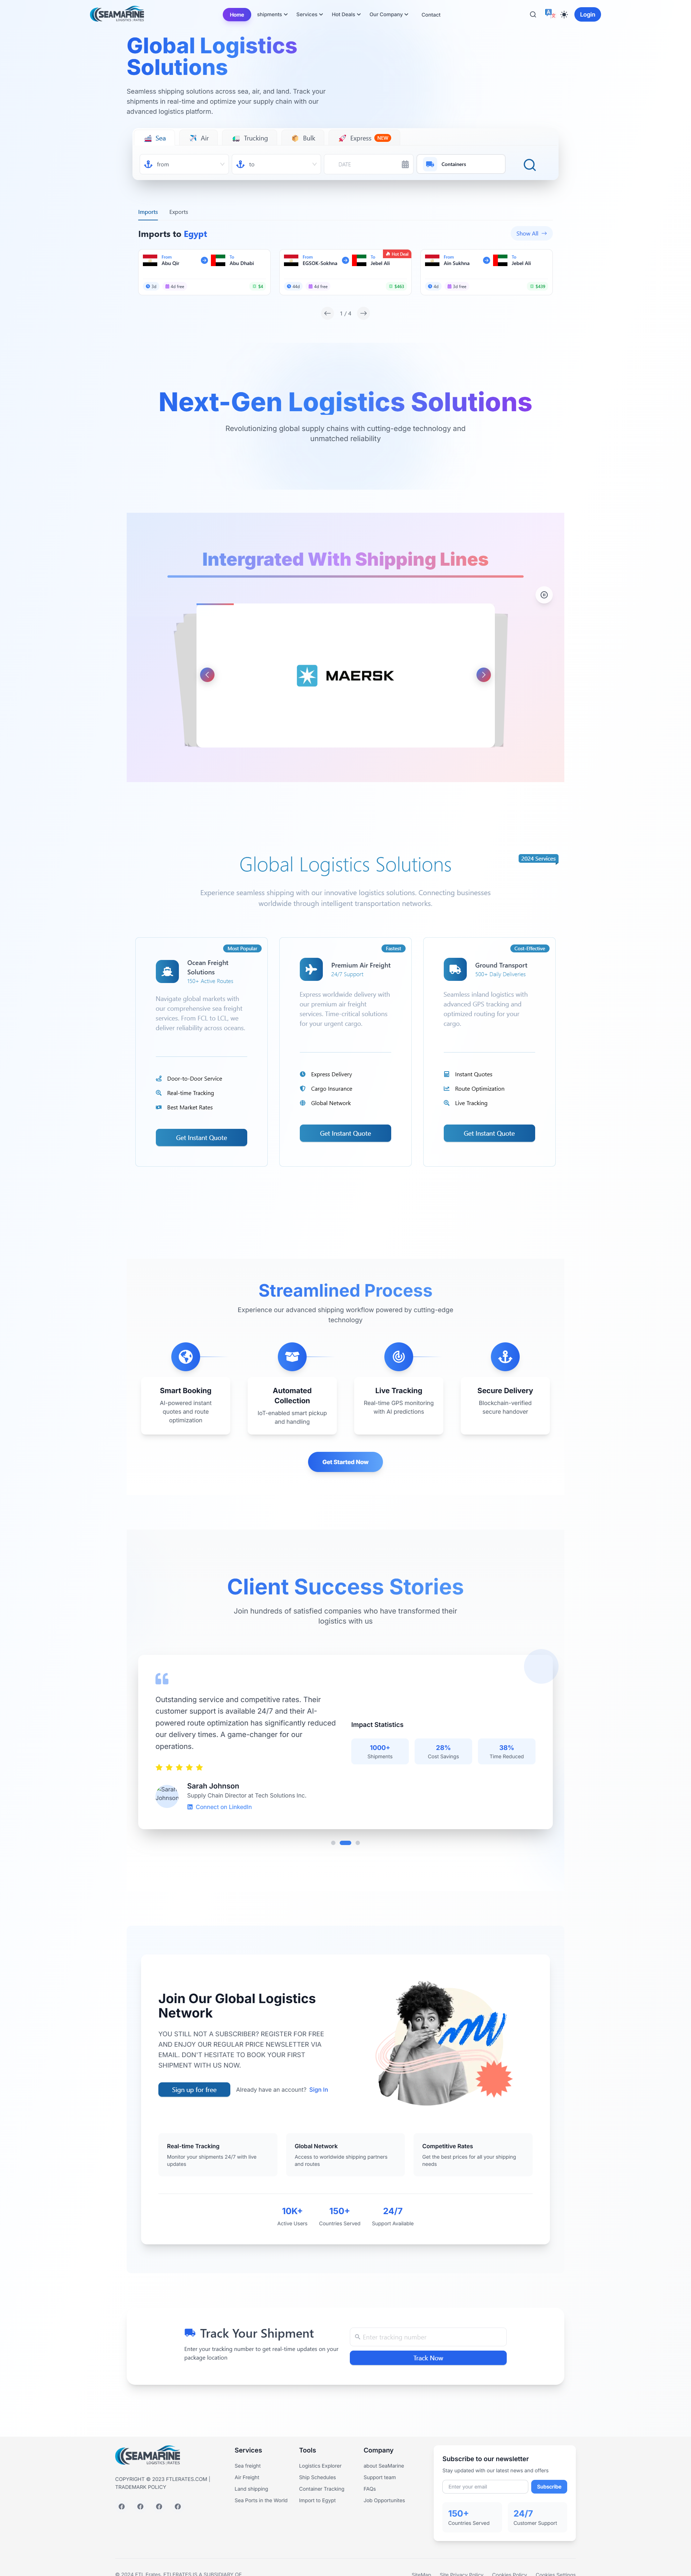 SEAMARINE
LOGISTICS RATES
Home
shipments
Services
Hot Deals
Our Company
Contact
Login
Global Logistics
Solutions
Seamless shipping solutions across sea, air, and land. Track your
shipments in real-time and optimize your supply chain with our
advanced logistics platform.
Sea
Air
Trucking
Bulk
Express NEW
from
to
DATE
Containers
Imports
Exports
Imports to Egypt
Show All
From
Abu Qir
To
Abu Dhabi
4d free
$4
Hot Deal
From
EGSOK-Sokhna
To
Jebel Ali
44d
4d free
$463
From
Ain Sukhna
To
Jebel Ali
$439
1 / 4
Next-Gen Logistics Solutions
Revolutionizing global supply chains with cutting-edge technology and
unmatched reliability
Intergrated With Shipping Lines
MAERSK
Global Logistics Solutions
2024 Services
Experience seamless shipping with our innovative logistics solutions. Connecting businesses
worldwide through intelligent transportation networks.
Most Popular
Ocean Freight
Solutions
150+ Active Routes
Navigate global markets with
our comprehensive sea freight
services. From FCL to LCL, we
deliver reliability across oceans.
Door-to-Door Service
Real-time Tracking
Best Market Rates
Get Instant Quote
Fastest
Premium Air Freight
24/7 Support
Express worldwide delivery with
our premium air freight
services. Time-critical solutions
for your urgent cargo.
Express Delivery
Cargo Insurance
Global Network
Get Instant Quote
Cost-Effective
Ground Transport
500+ Daily Deliveries
Seamless inland logistics with
advanced GPS tracking and
optimized routing for your
cargo.
Instant Quotes
Route Optimization
Live Tracking
Get Instant Quote
Streamlined Process
Experience our advanced shipping workflow powered by cutting-edge
technology
Smart Booking
AI-powered instant
quotes and route
optimization
Automated
Collection
IoT-enabled smart pickup
and handling
Live Tracking
Real-time GPS monitoring
with AI predictions
Secure Delivery
Blockchain-verified
secure handover
Get Started Now
Client Success Stories
Join hundreds of satisfied companies who have transformed their
logistics with us
Outstanding service and competitive rates. Their
customer support is available 24/7 and their AI-
powered route optimization has significantly reduced
our delivery times. A game-changer for our
operations.
Sarah
Johnson
Sarah Johnson
Supply Chain Director at Tech Solutions Inc.
Connect on LinkedIn
Impact Statistics
1000+
Shipments
28%
Cost Savings
38%
Time Reduced
Join Our Global Logistics
Network
YOU STILL NOT A SUBSCRIBER? REGISTER FOR FREE
AND ENJOY OUR REGULAR PRICE NEWSLETTER VIA
EMAIL. DON'T HESITATE TO BOOK YOUR FIRST
SHIPMENT WITH US NOW.
Sign up for free
Already have an account? Sign In
Real-time Tracking
Monitor your shipments 24/7 with live
updates
Global Network
Access to worldwide shipping partners
and routes
Competitive Rates
Get the best prices for all your shipping
needs
10K+
Active Users
150+
Countries Served
24/7
Support Available
Track Your Shipment
Enter your tracking number to get real-time updates on your
package location
Enter tracking number
Track Now
SEAMARINE
LOGISTICS RATES
COPYRIGHT © 2023 FTLERATES.COM |
TRADEMARK POLICY
Services
Sea freight
Air Freight
Land shipping
Sea Ports in the World
Tools
Logistics Explorer
Ship Schedules
Container Tracking
Import to Egypt
Company
about SeaMarine
Support team
FAQs
Job Opportunites
Subscribe to our newsletter
Stay updated with our latest news and offers
Enter your email
Subscribe
150+
Countries Served
24/7
Customer Support